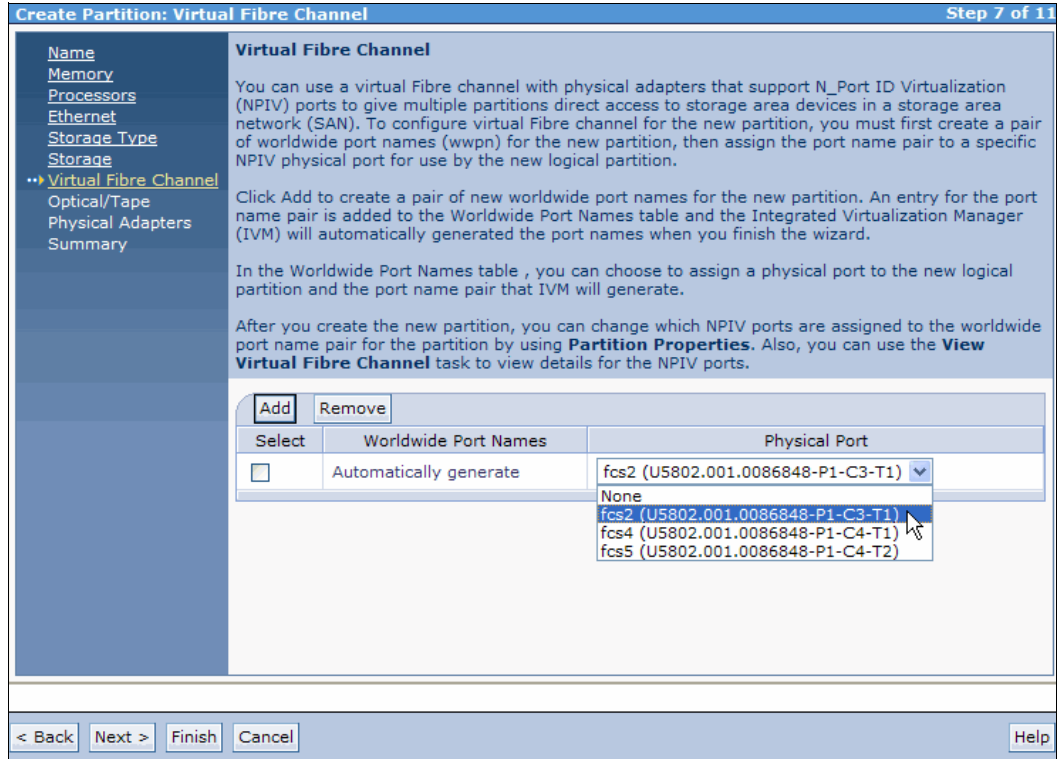 Create Partition: Virtual Fibre Channel
Step 7 of 11
Name
Memory
Processors
Ethernet
Storage Type
Storage
Virtual Fibre Channel
Optical/Tape
Physical Adapters
Summary
Virtual Fibre Channel
You can use a virtual Fibre channel with physical adapters that support N_Port ID Virtualization
(NPIV) ports to give multiple partitions direct access to storage area devices in a storage area
network (SAN). To configure virtual Fibre channel for the new partition, you must first create a pair
of worldwide port names (wwpn) for the new partition, then assign the port name pair to a specific
NPIV physical port for use by the new logical partition.
Click Add to create a pair of new worldwide port names for the new partition. An entry for the port
name pair is added to the Worldwide Port Names table and the Integrated Virtualization Manager
(IVM) will automatically generated the port names when you finish the wizard.
In the Worldwide Port Names table , you can choose to assign a physical port to the new logical
partition and the port name pair that IVM will generate.
After you create the new partition, you can change which NPIV ports are assigned to the worldwide
port name pair for the partition by using Partition Properties. Also, you can use the View
Virtual Fibre Channel task to view details for the NPIV ports.
Add Remove
Select Worldwide Port Names Physical Port
Automatically generate fcs2 (U5802.001.0086848-P1-C3-T1)
None
fcs2 (U5802.001.0086848-P1-C3-T1)
fcs4 (U5802.001.0086848-P1-C4-T1)
fcs5 (U5802.001.0086848-P1-C4-T2)
< Back Next > Finish Cancel Help